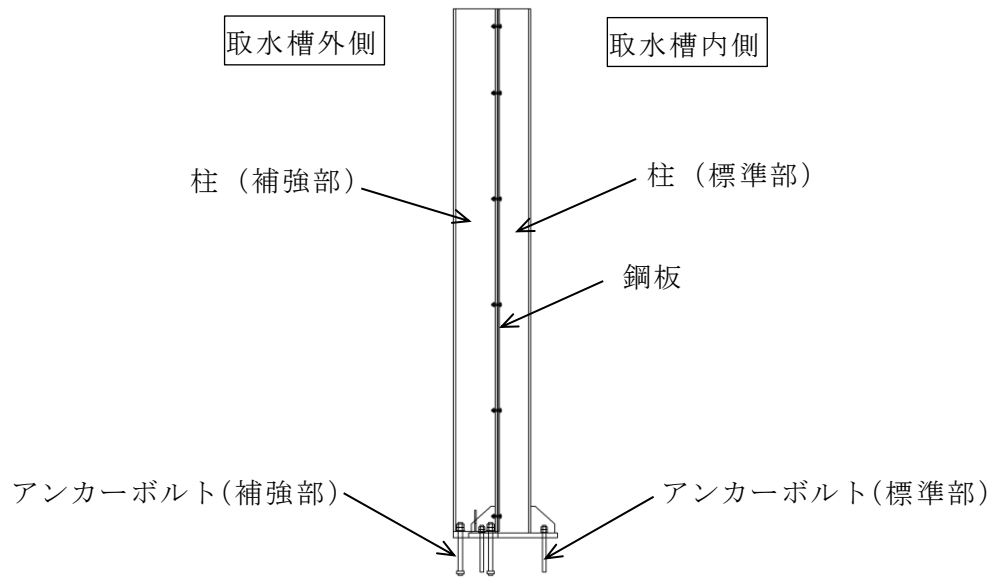 取水槽外側
取水槽内側
柱（補強部）
柱（標準部）
鋼板
アンカーボルト(補強部)
アンカーボルト(標準部)